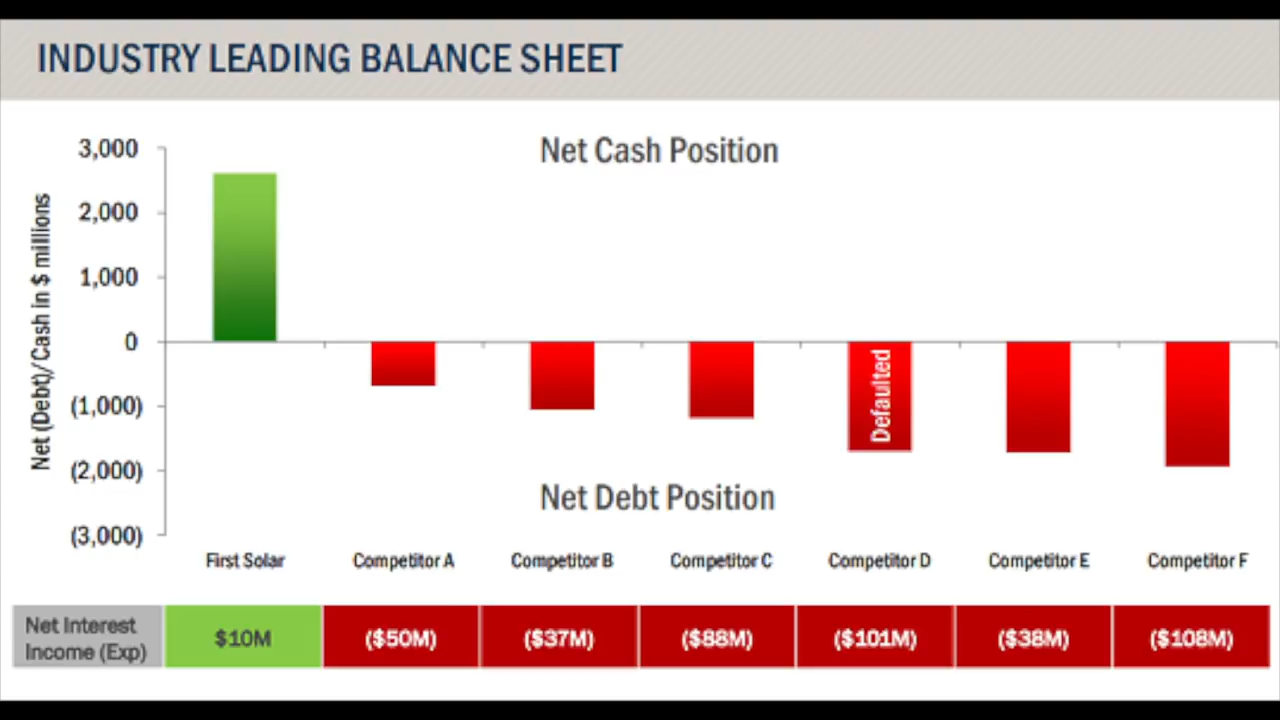 INDUSTRY LEADING BALANCE SHEET
Net Cash Position
Net (Debt)/Cash in $ millions
3,000
2,000
1,000
0
(1,000)
(2,000)
(3,000)
Defaulted
Net Debt Position
First Solar Competitor A Competitor B Competitor C Competitor D Competitor E Competitor F
Net Interest
Income (Exp)
$10M ($50M) ($37M) ($88M) ($101M) ($38M) ($108M)